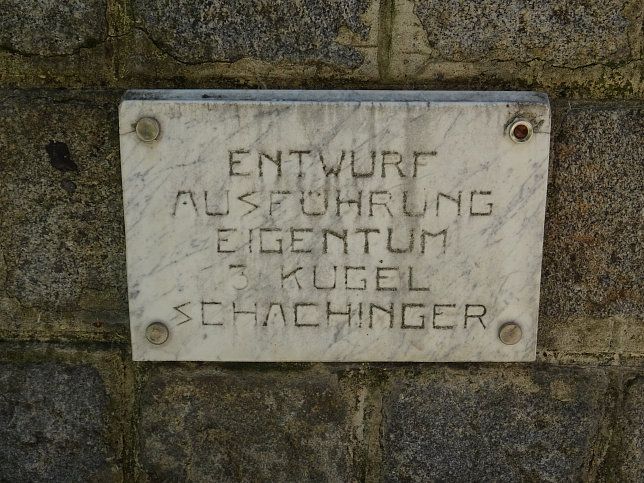 ENTWURF
AUSFÜHRUNG
EIGENTUM
3 KUGEL
SCHACHINGER